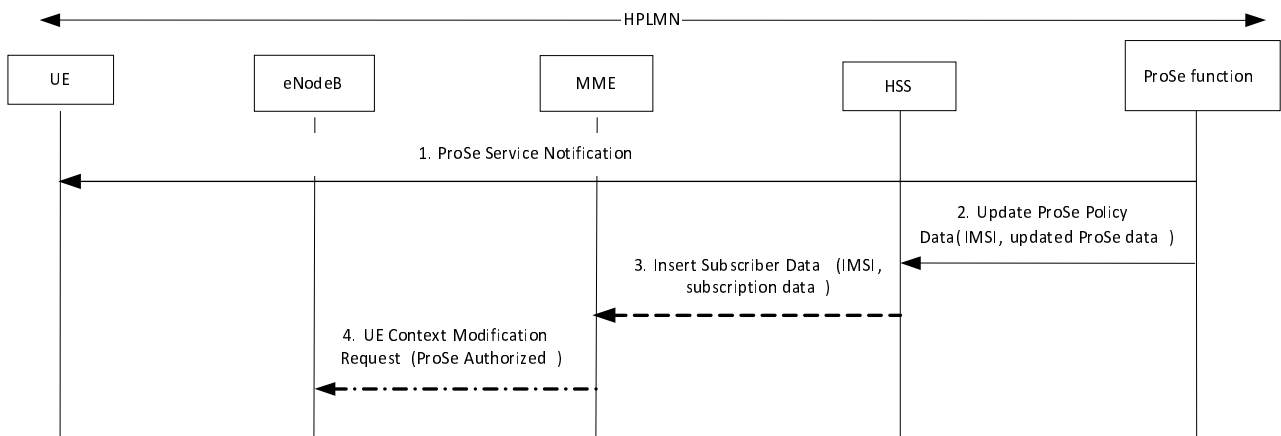 HPLMN
UE
eNodeB
MME
HSS
ProSe function
1. ProSe Service Notification
2. Update ProSe Policy
Data( IMSI, updated ProSe data )
3. Insert Subscriber Data (IMSI,
subscription data )
4. UE Context Modification
Request (ProSe Authorized )